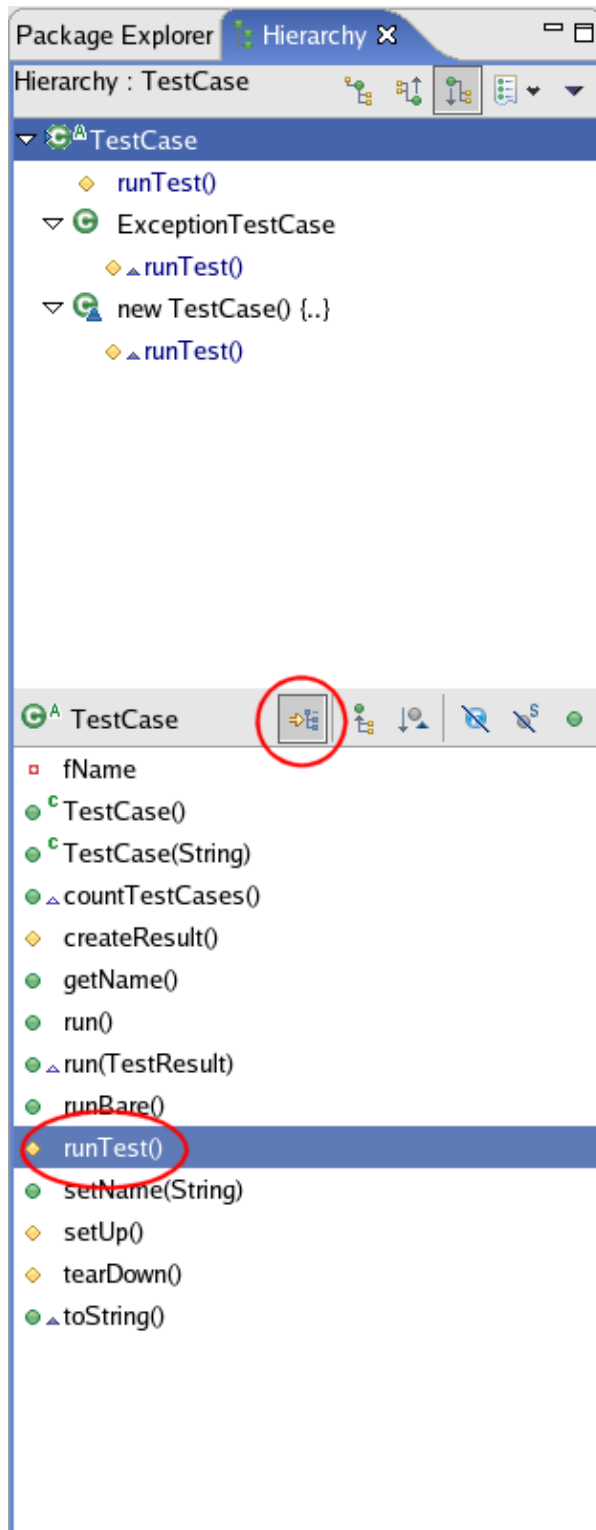 Package Explorer Hierarchy
Hierarchy : TestCase
A TestCase
runTest()
C ExceptionTestCase
runTest()
C new TestCase() {..}
runTest()
C A TestCase S
fName
C TestCase()
C TestCase(String)
countTestCases()
createResult()
getName()
run()
run(TestResult)
runBare()
runTest()
setName(String)
setUp()
tearDown()
toString()